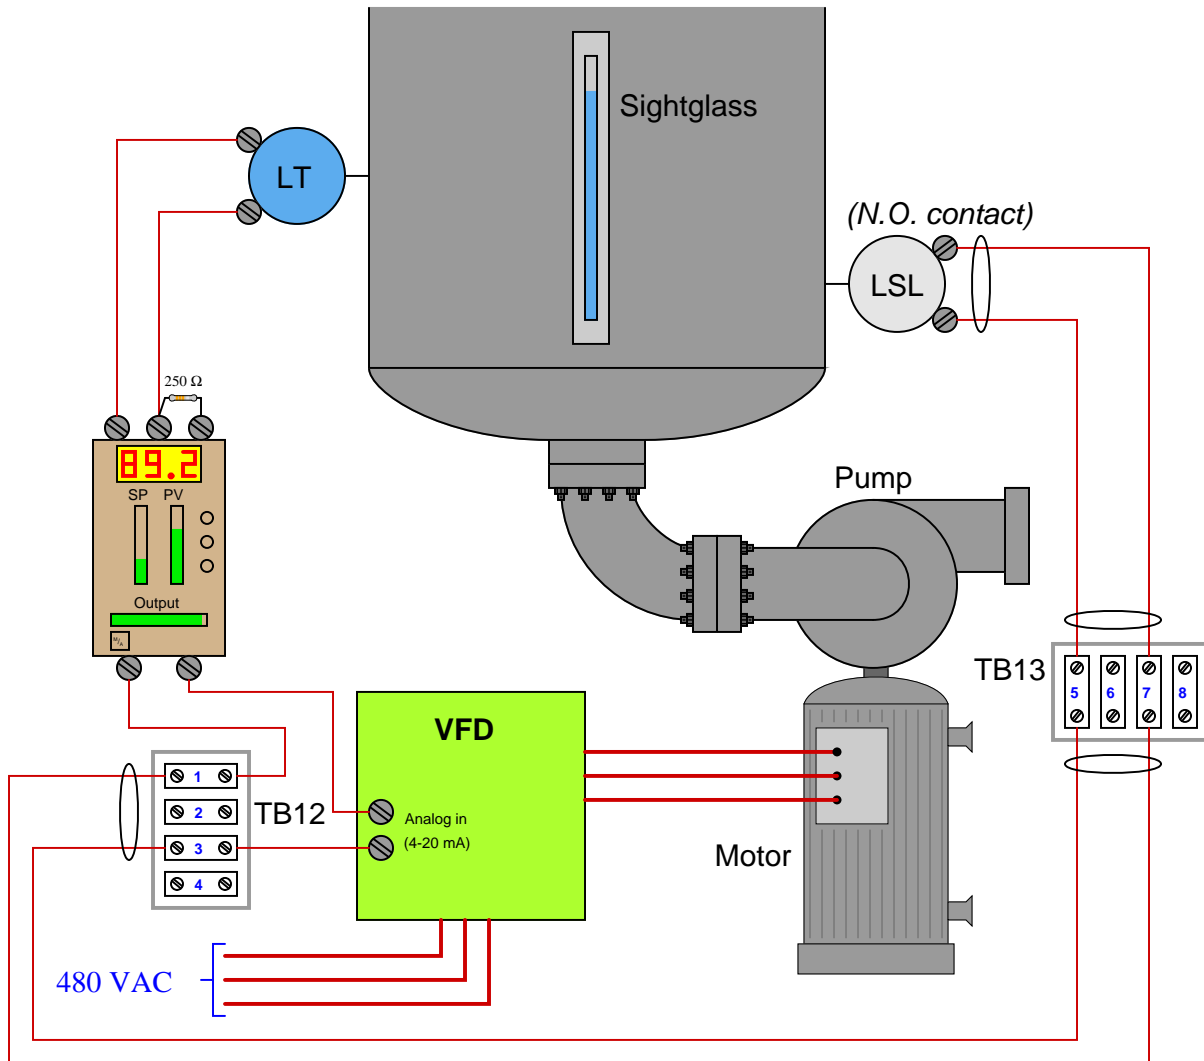 Sightglass
LT
(N.O. contact)
LSL
250 Ω
89.2
SP PV
Pump
Output
M/A
TB13
5 6 7 8
VFD
1
2
3
4
TB12
Analog in
(4-20 mA)
Motor
480 VAC